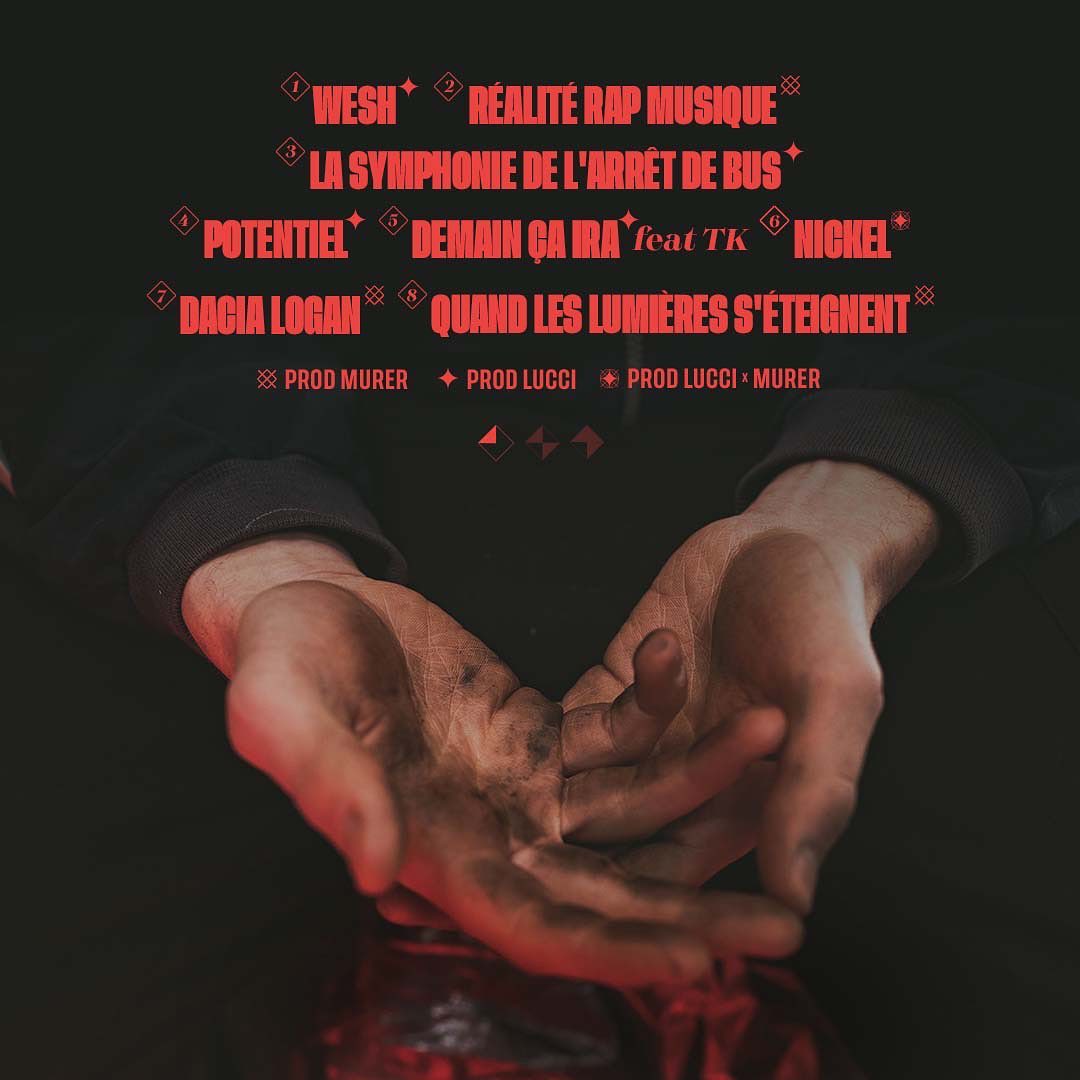 1 WESH 2 RÉALITÉ RAP MUSIQUE
3 LA SYMPHONIE DE L'ARRÊT DE BUS
4 POTENTIEL 5 DEMAIN ÇA IRA feat TK 6 NICKEL
7 DACIA LOGAN 8 QUAND LES LUMIÈRES S'ÉTEIGNENT
PROD MURER PROD LUCCI PROD LUCCI x MURER